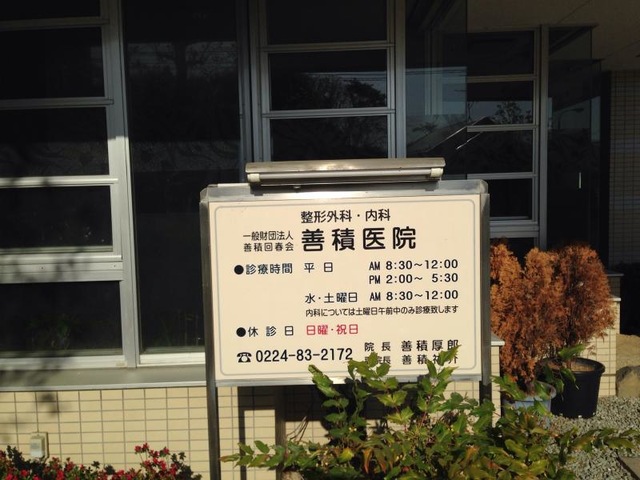 整形外科・内科
一般財団法人
善積回春会
善積医院
●診療時間 平日 AM 8:30〜12:00
PM 2:00〜 5:30
水・土曜日 AM 8:30〜12:00
内科については土曜日午前中のみ診療致します
●休診日 日曜・祝日
☎0224-83-2172
院長 善積厚郎
院長 善積